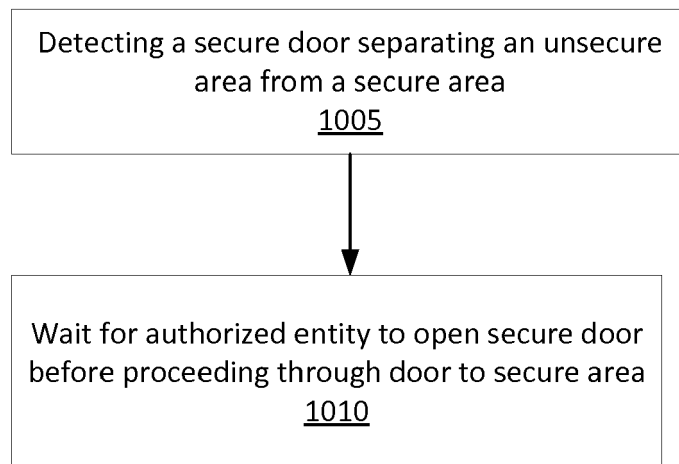 Detecting a secure door separating an unsecure
area from a secure area
1005
Wait for authorized entity to open secure door
before proceeding through door to secure area
1010